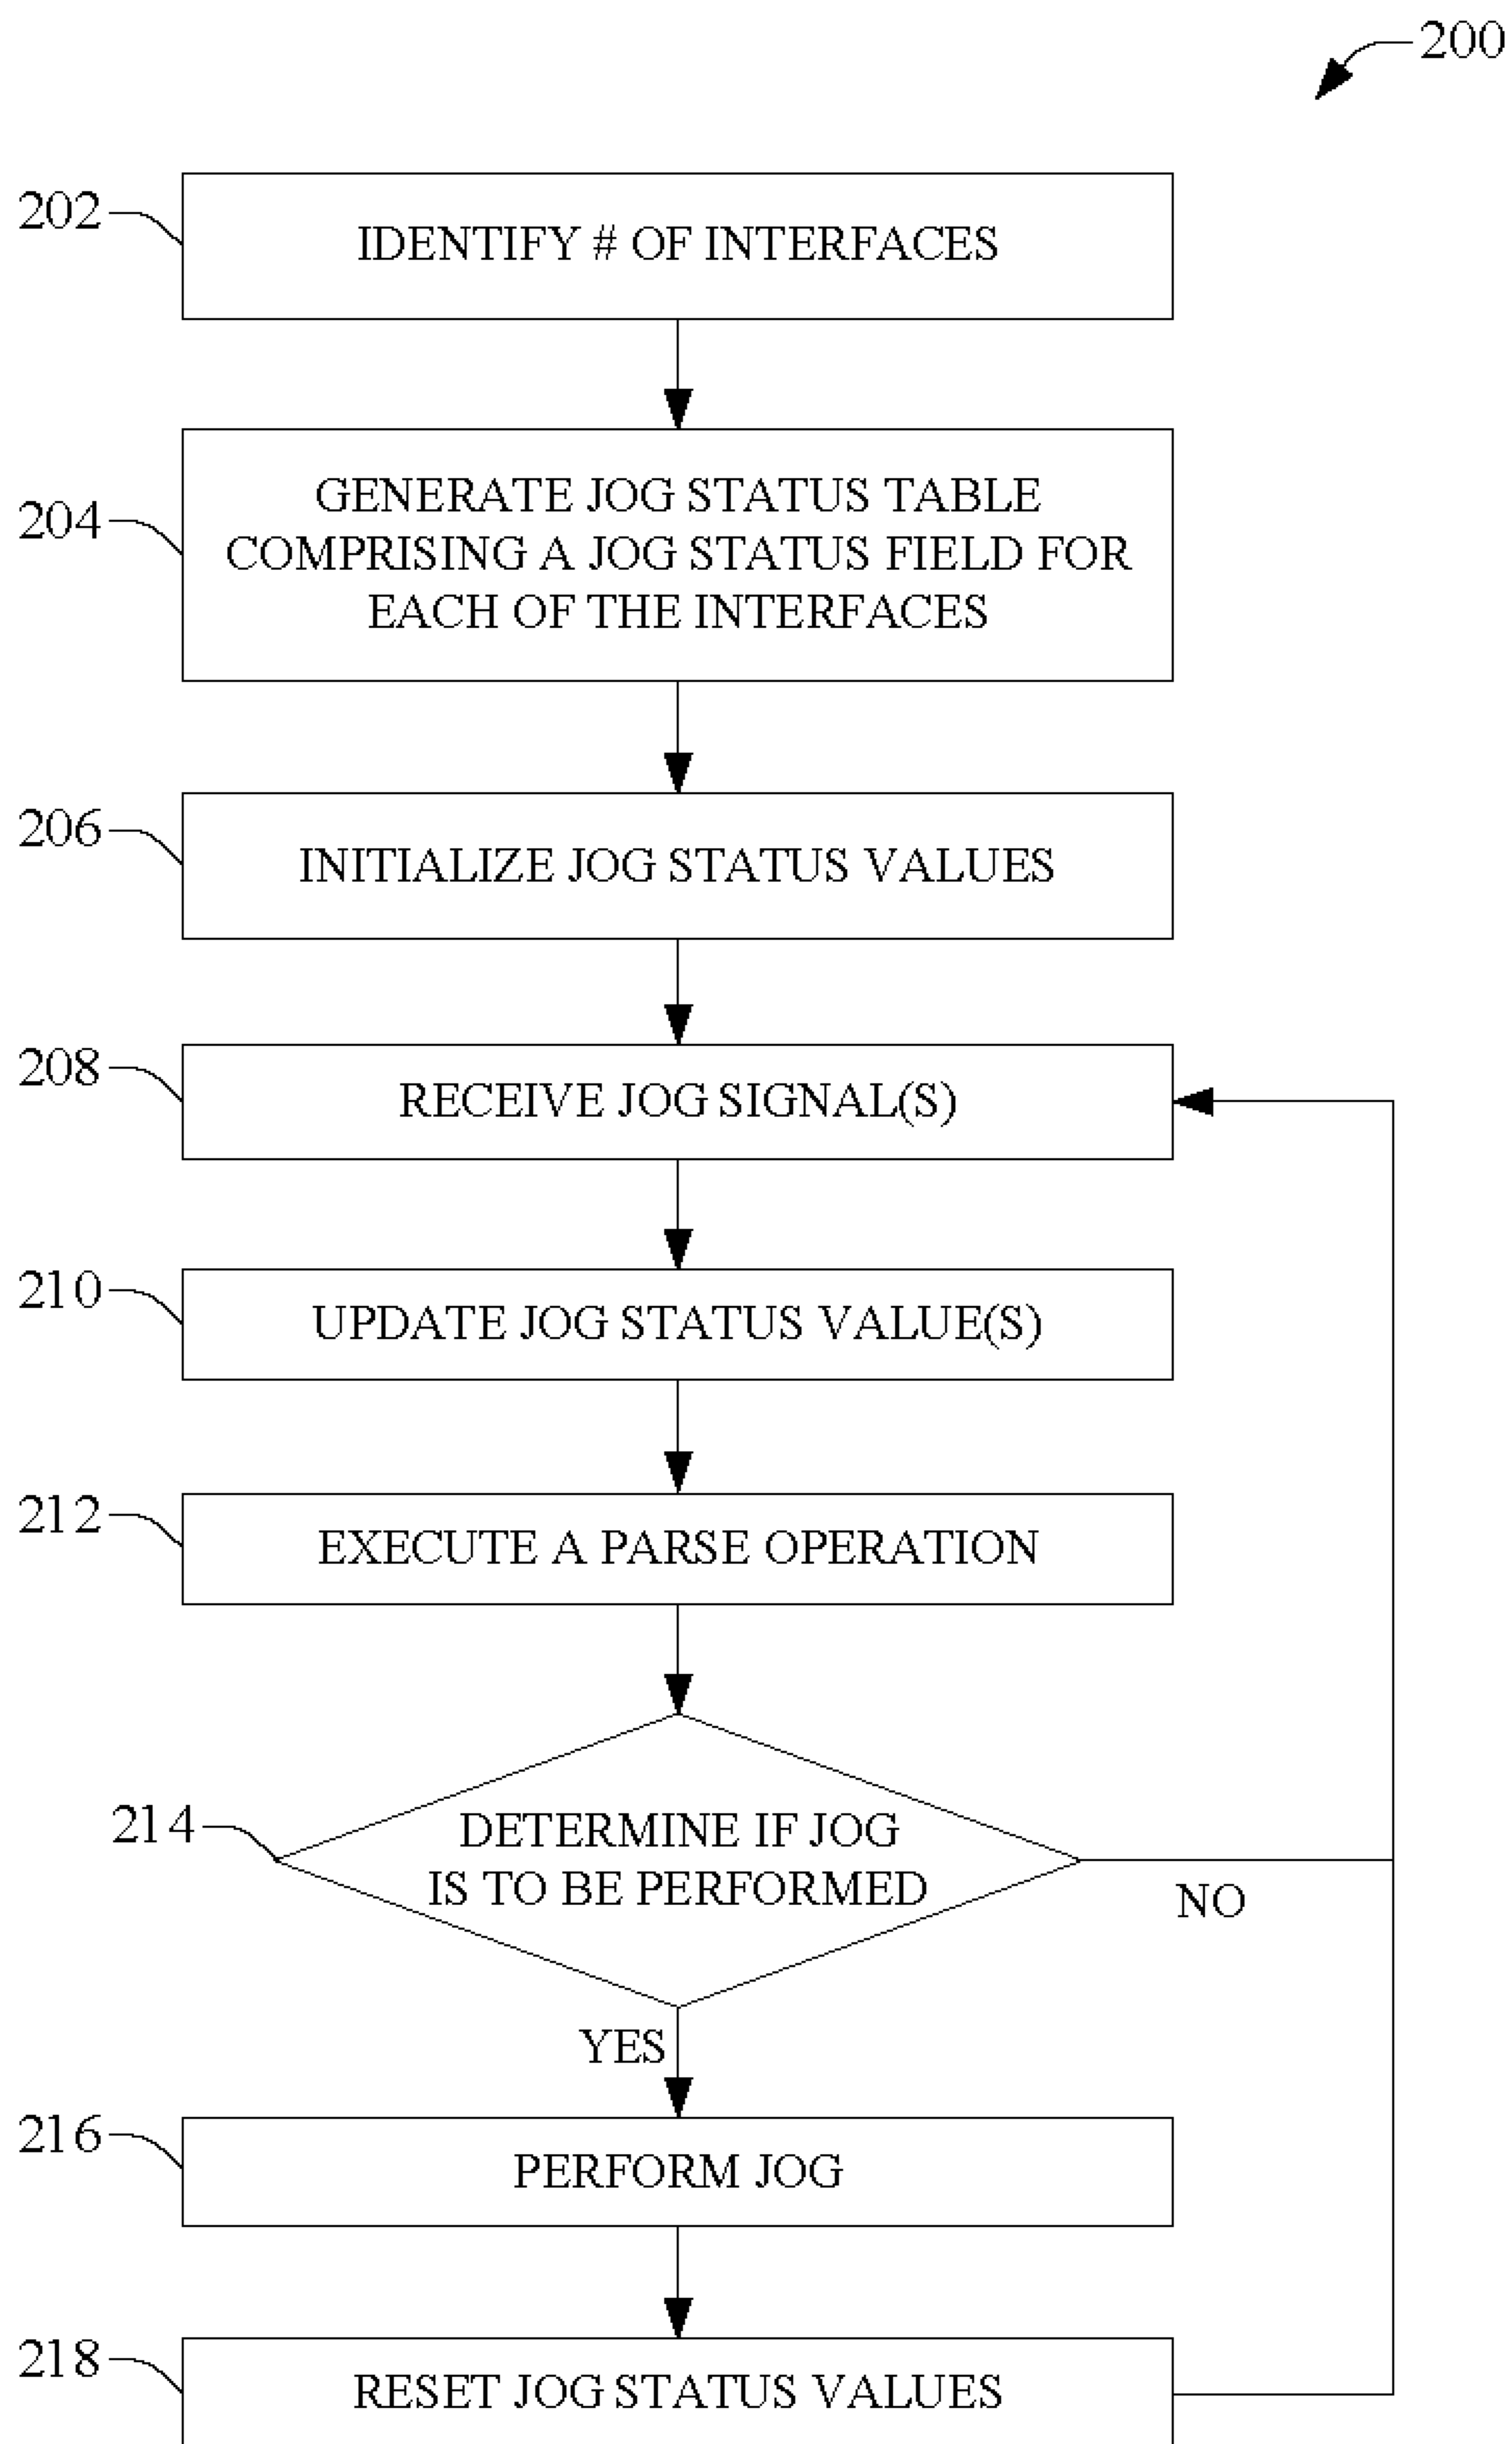 200
202
IDENTIFY # OF INTERFACES
204
GENERATE JOG STATUS TABLE
COMPRISING A JOG STATUS FIELD FOR
EACH OF THE INTERFACES
206
INITIALIZE JOG STATUS VALUES
208
RECEIVE JOG SIGNAL(S)
210
UPDATE JOG STATUS VALUE(S)
212
EXECUTE A PARSE OPERATION
214
DETERMINE IF JOG
IS TO BE PERFORMED
NO
YES
216
PERFORM JOG
218
RESET JOG STATUS VALUES